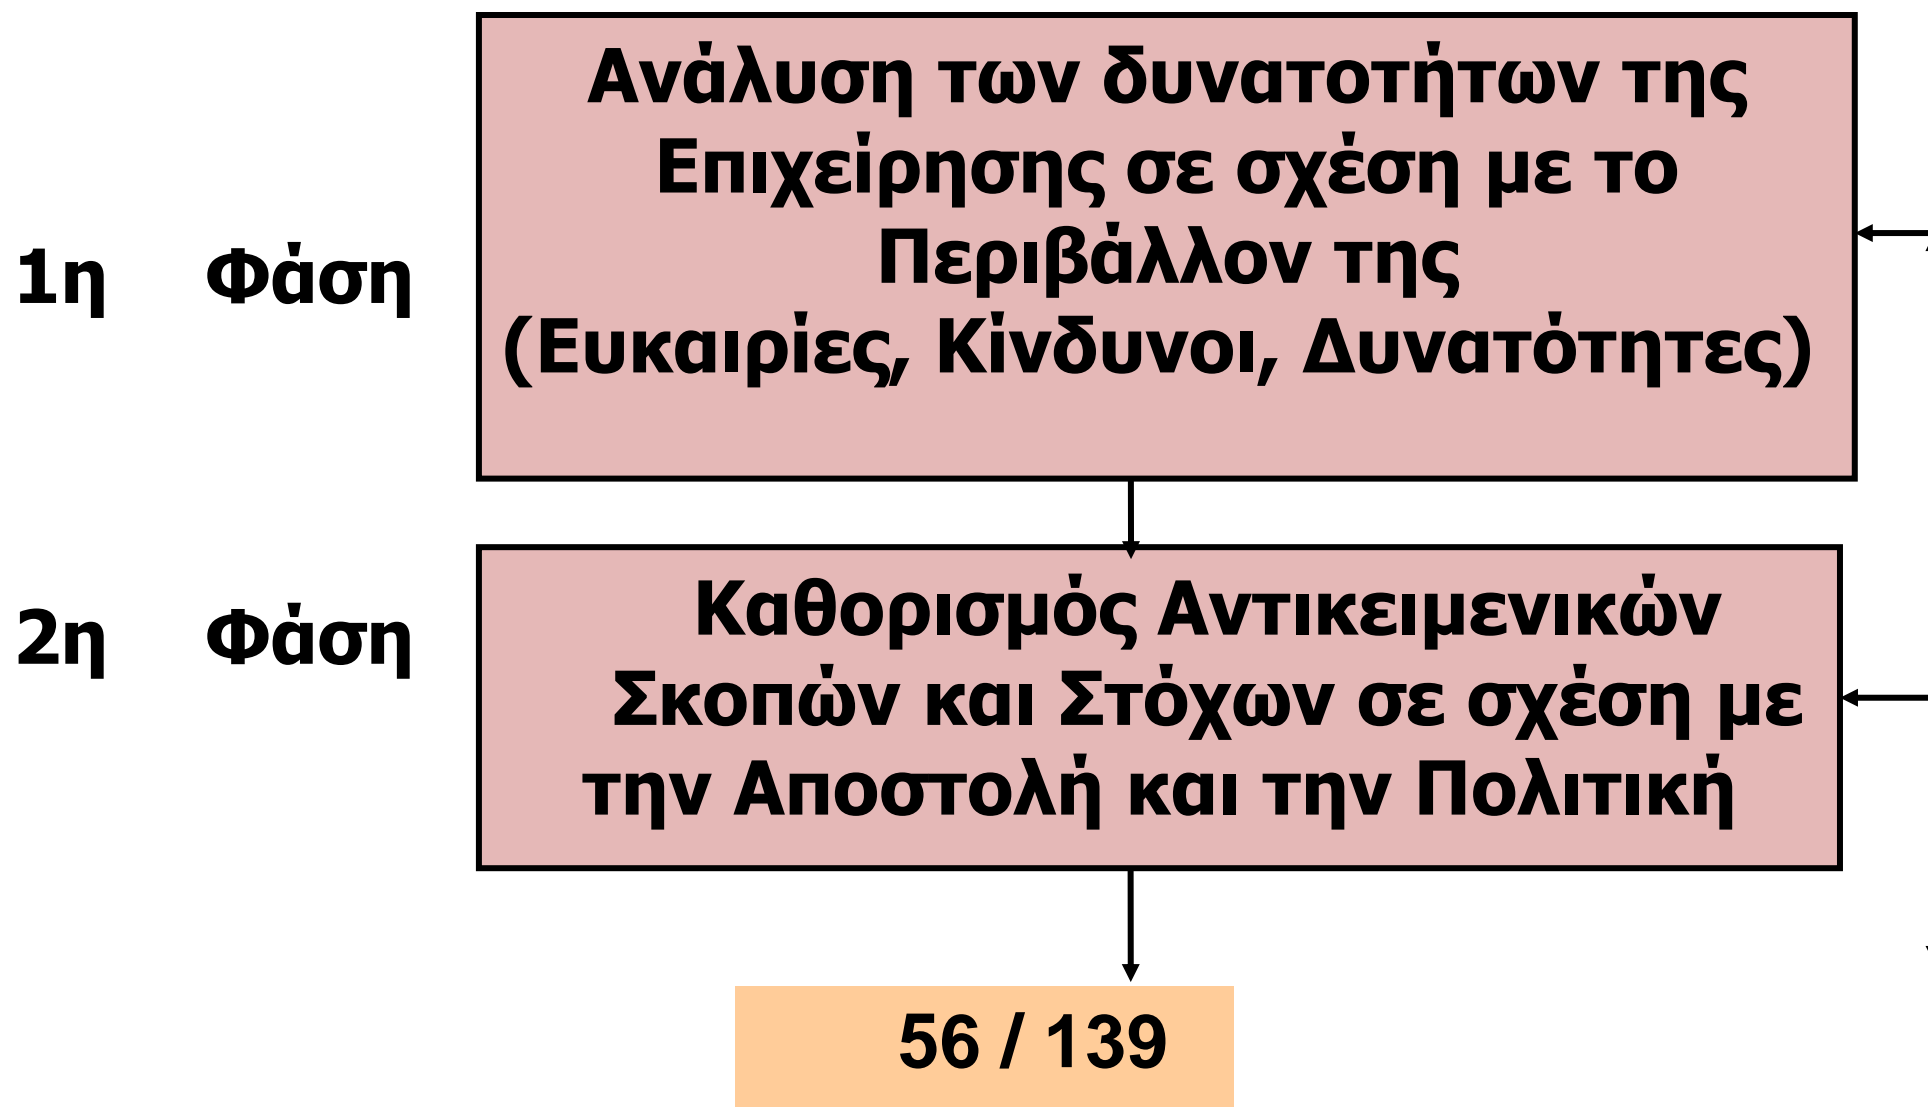 Ανάλυση των δυνατοτήτων της
Επιχείρησης σε σχέση με το
Περιβάλλον της
(Ευκαιρίες, Κίνδυνοι, Δυνατότητες)
1η Φάση
Καθορισμός Αντικειμενικών
Σκοπών και Στόχων σε σχέση με
την Αποστολή και την Πολιτική
2η Φάση
56 / 139